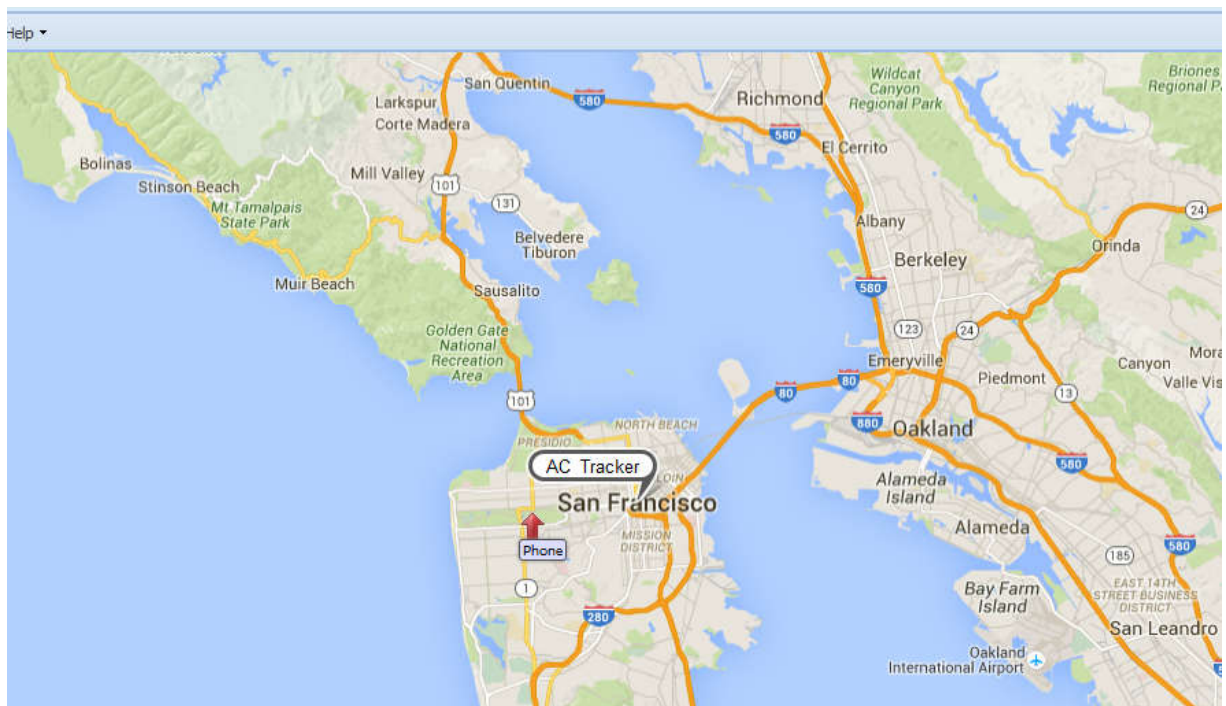 Help
San Quentin
580
Richmond
Wildcat
Canyon
Regional Park
Briones
Regional Pa
Larkspur
Corte Madera
580
El Cerrito
Bolinas
Stinson Beach
Mill Valley
101
Mt Tamalpais
State Park
131
Albany
24
Belvedere
Tiburon
Berkeley
Orinda
Muir Beach
Sausalito
580
Golden Gate
National
Recreation
Area
123
24
Emeryville
Canyon
Mora
Valle Vis
Piedmont
101
80
80
13
880
Oakland
NORTH BEACH
PRESIDIO
AC Tracker
LOIN
580
San Francisco
Alameda
Island
MISSION
DISTRICT
Alameda
Phone
185
580
1
280
Bay Farm
Island
EAST 14TH
STREET BUSINESS
DISTRICT
San Leandro
Oakland
International Airport